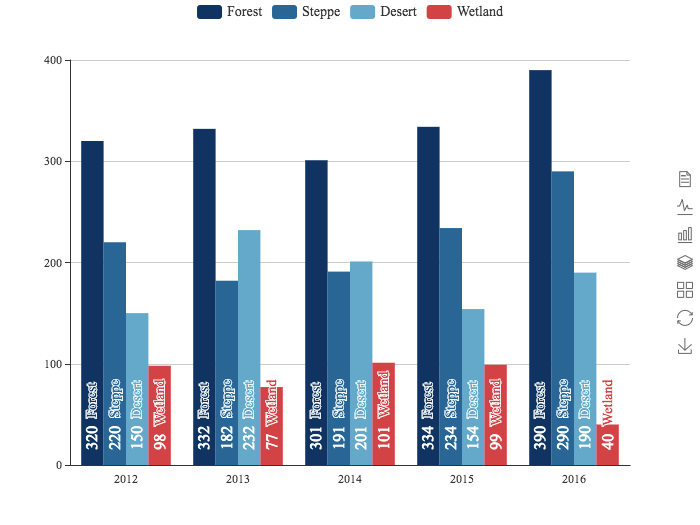 Forest Steppe Desert Wetland
400
300
200
100
0
320 Forest
220 Steppe
150 Desert
98 Wetland
332 Forest
182 Steppe
232 Desert
77 Wetland
301 Forest
191 Steppe
201 Desert
101 Wetland
334 Forest
234 Steppe
154 Desert
99 Wetland
390 Forest
290 Steppe
190 Desert
40 Wetland
2012 2013 2014 2015 2016